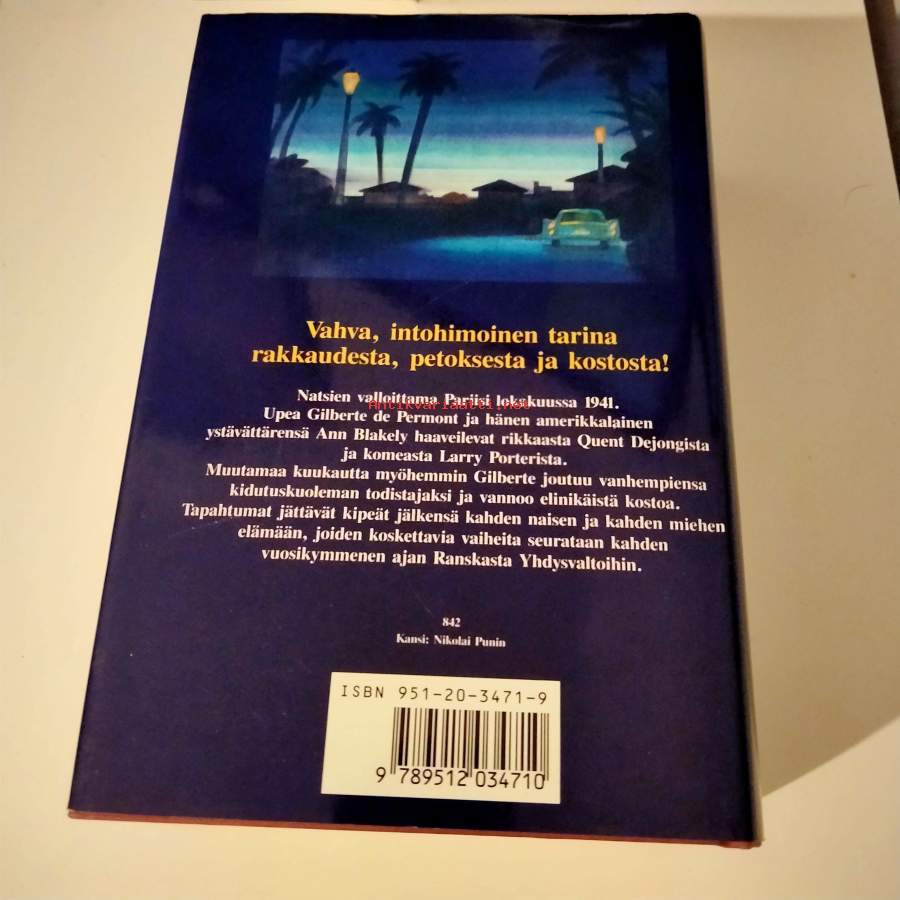 Vahva, intohimoinen tarina
rakkaudesta, petoksesta ja kostosta!
Natsien valloittama Pariisi lokakuussa 1941.
Antikvariaatti.net
Upea Gilberte de Permont ja hänen amerikkalainen
ystävättärensä Ann Blakely haaveilevat rikkaasta Quent Dejongista
ja komeasta Larry Porterista.
Muutamaa kuukautta myöhemmin Gilberte joutuu vanhempiensa
kidutuskuoleman todistajaksi ja vannoo elinikäistä kostoa.
Tapahtumat jättävät kipeät jälkensä kahden naisen ja kahden miehen
elämään, joiden koskettavia vaiheita seurataan kahden
vuosikymmenen ajan Ranskasta Yhdysvaltoihin.
842
Kansi: Nikolai Punin
ISBN 951-20-3471-9
9 789512 034710